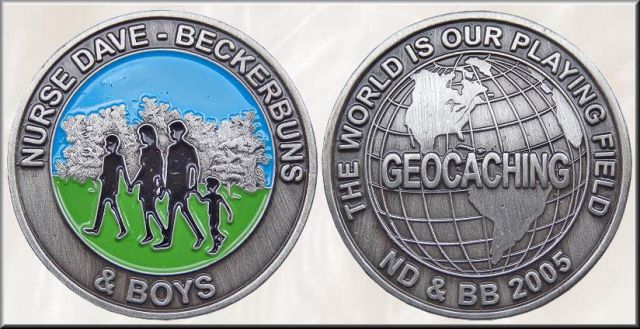 NURSE DAVE - BECKERBUNS
& BOYS
THE WORLD IS OUR PLAYING FIELD
GEOCACHING
ND & BB 2005